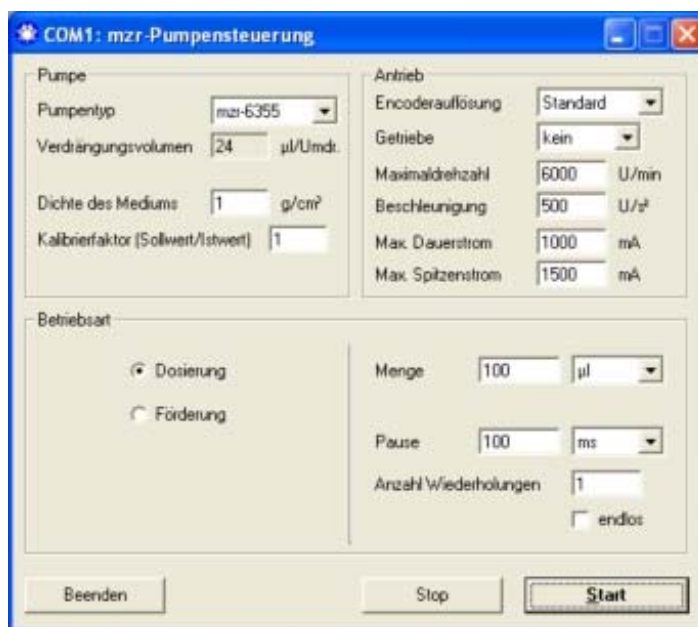 COM1: mzr-Pumpensteuerung
Pumpe
Pumpentyp mzr-6355
Verdrängungsvolumen 24 µl/Umdr.
Dichte des Mediums 1 g/cm³
Kalibrierfaktor (Sollwert/Istwert) 1
Antrieb
Encoderauflösung Standard
Getriebe kein
Maximaldrehzahl 6000 U/min
Beschleunigung 500 U/s²
Max. Dauerstrom 1000 mA
Max. Spitzenstrom 1500 mA
Betriebsart
Dosierung
Förderung
Menge 100 µl
Pause 100 ms
Anzahl Wiederholungen 1
endlos
Beenden Stop Start